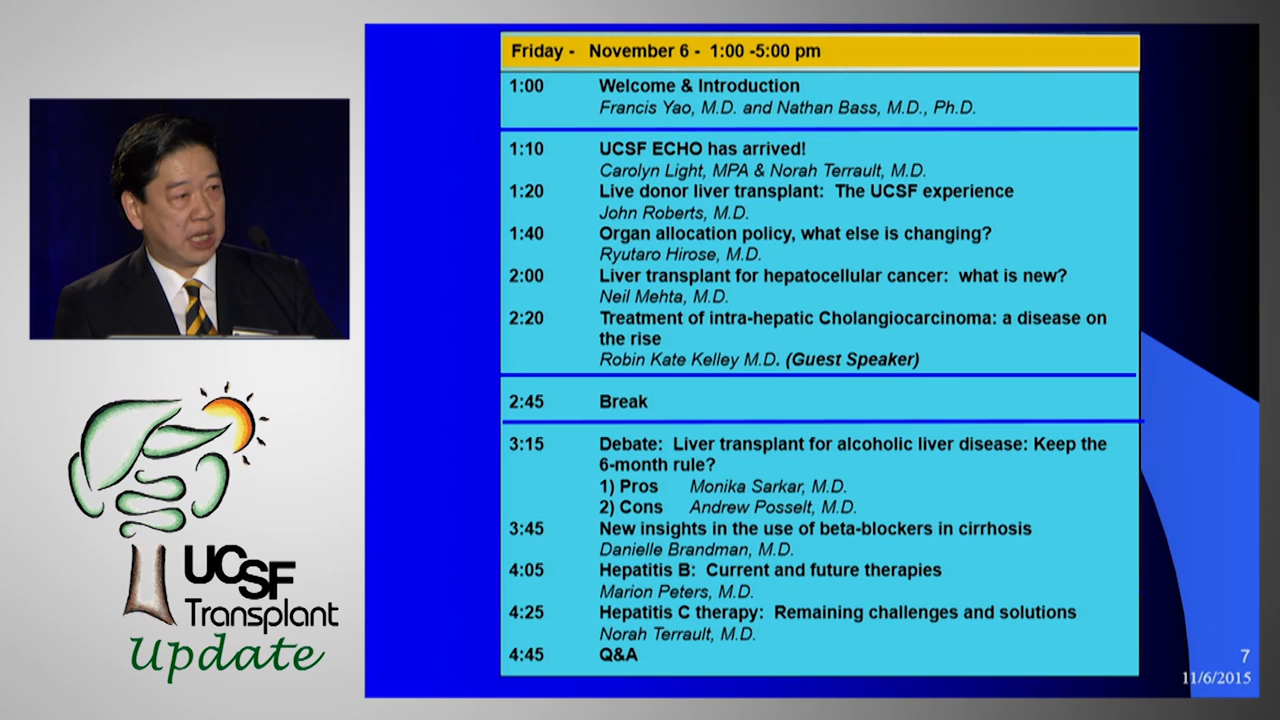 Friday - November 6 - 1:00 -5:00 pm
1:00 Welcome & Introduction
Francis Yao, M.D. and Nathan Bass, M.D., Ph.D.
1:10 UCSF ECHO has arrived!
Carolyn Light, MPA & Norah Terrault, M.D.
1:20 Live donor liver transplant: The UCSF experience
John Roberts, M.D.
1:40 Organ allocation policy, what else is changing?
Ryutaro Hirose, M.D.
2:00 Liver transplant for hepatocellular cancer: what is new?
Neil Mehta, M.D.
2:20 Treatment of intra-hepatic Cholangiocarcinoma: a disease on
the rise
Robin Kate Kelley M.D. (Guest Speaker)
2:45 Break
3:15 Debate: Liver transplant for alcoholic liver disease: Keep the
6-month rule?
1) Pros Monika Sarkar, M.D.
2) Cons Andrew Posselt, M.D.
3:45 New insights in the use of beta-blockers in cirrhosis
Danielle Brandman, M.D.
4:05 Hepatitis B: Current and future therapies
Marion Peters, M.D.
4:25 Hepatitis C therapy: Remaining challenges and solutions
Norah Terrault, M.D.
4:45 Q&A
7
11/6/2015
UCSF
Transplant
Update